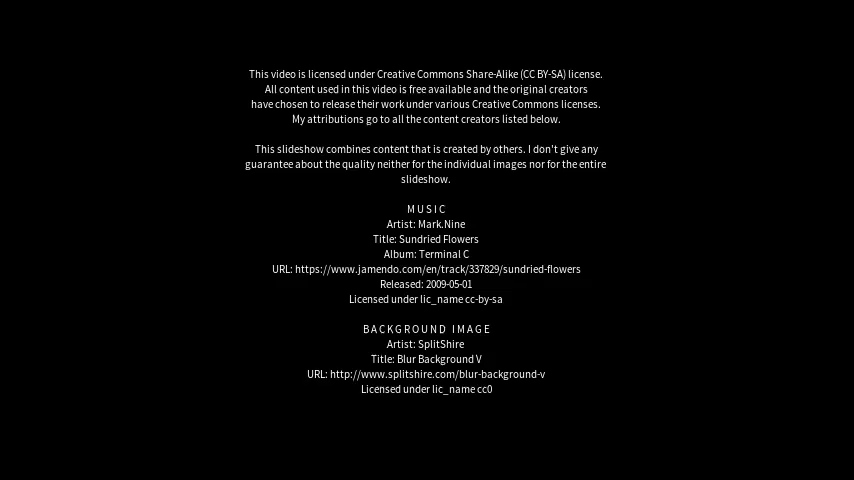 This video is licensed under Creative Commons Share-Alike (CC BY-SA) license.
All content used in this video is free available and the original creators
have chosen to release their work under various Creative Commons licenses.
My attributions go to all the content creators listed below.
This slideshow combines content that is created by others. I don't give any
guarantee about the quality neither for the individual images nor for the entire
slideshow.
MUSIC
Artist: Mark.Nine
Title: Sundried Flowers
Album: Terminal C
URL: https://www.jamendo.com/en/track/337829/sundried-flowers
Released: 2009-05-01
Licensed under lic_name cc-by-sa
BACKGROUND IMAGE
Artist: SplitShire
Title: Blur Background V
URL: http://www.splitshire.com/blur-background-v
Licensed under lic_name cc0